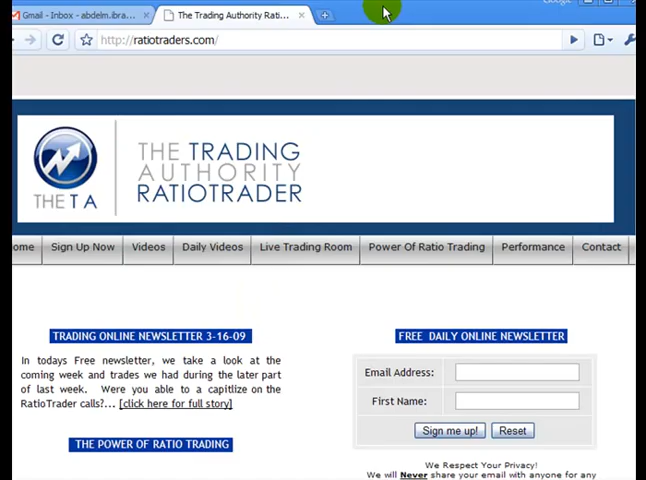 Gmail - Inbox - abdelm.ibra...
The Trading Authority Rati...
http://ratiotraders.com/
THE TRADING
AUTHORITY
RATIOTRADER
THE TA
ome
Sign Up Now
Videos
Daily Videos
Live Trading Room
Power Of Ratio Trading
Performance
Contact
TRADING ONLINE NEWSLETTER 3-16-09
In todays Free newsletter, we take a look at the
coming week and trades we had during the later part
of last week. Were you able to a capitlize on the
RatioTrader calls?... [click here for full story]
THE POWER OF RATIO TRADING
FREE DAILY ONLINE NEWSLETTER
Email Address:
First Name:
Sign me up!
Reset
We Respect Your Privacy!
We will Never share your email with anyone for any